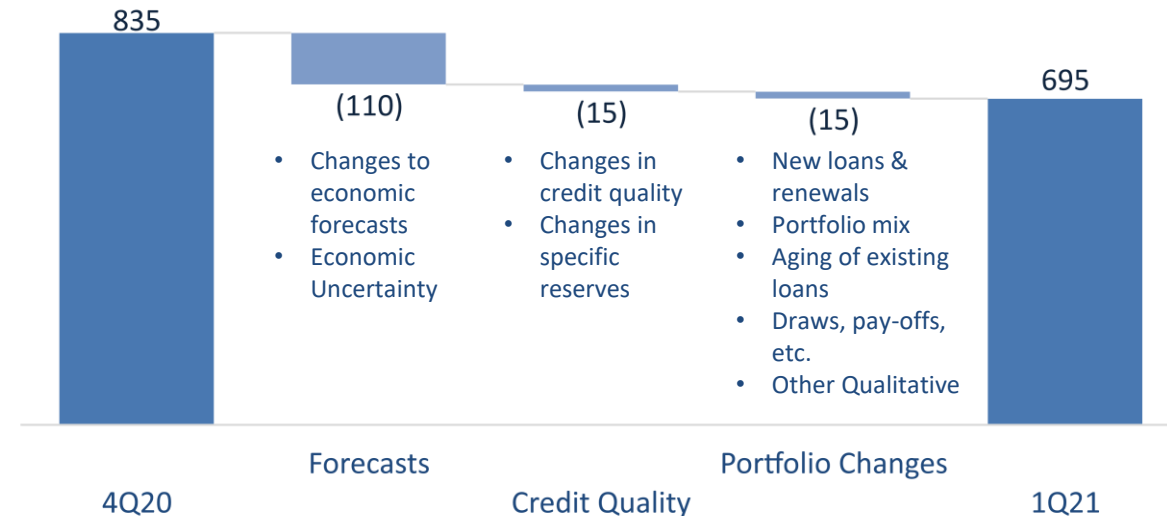 835
(110)
(15)
(15)
695
• Changes to
economic
forecasts
• Economic
Uncertainty
• Changes in
credit quality
• Changes in
specific
reserves
• New loans &
renewals
• Portfolio mix
• Aging of existing
loans
• Draws, pay-offs,
etc.
• Other Qualitative
4Q20
Forecasts
Credit Quality
Portfolio Changes
1Q21